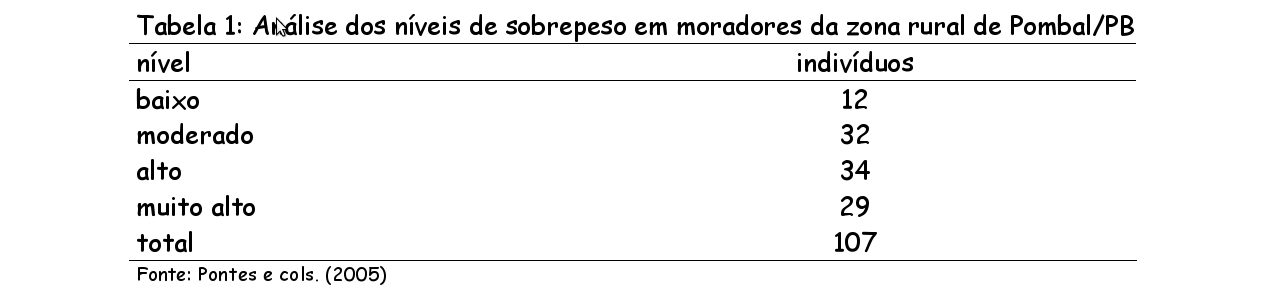 Tabela 1: Análise dos níveis de sobrepeso em moradores da zona rural de Pombal/PB
nível indivíduos
baixo 12
moderado 32
alto 34
muito alto 29
total 107
Fonte: Pontes e cols. (2005)